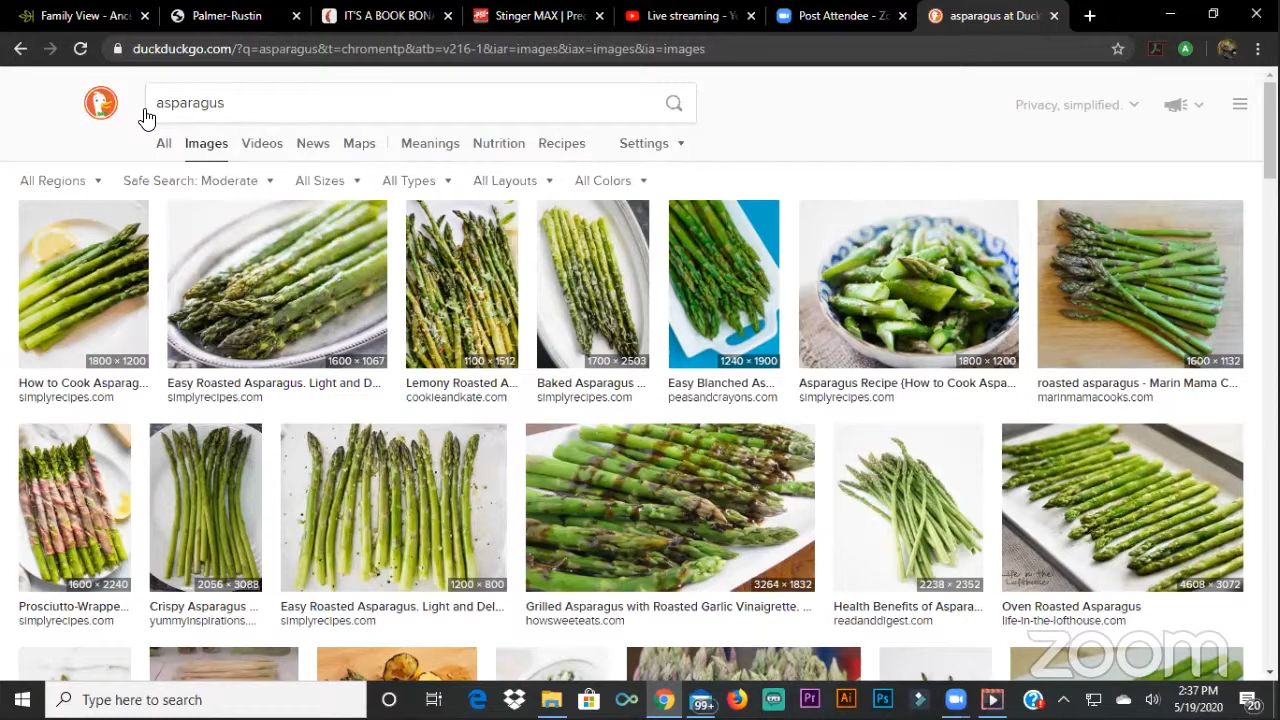 Family View - Anc
Palmer-Rustin
IT'S A BOOK BON
Stinger MAX | Pre
Live streaming - Y
Post Attendee - Zo
asparagus at Duck
duckduckgo.com/?q=asparagus&t=chromentp&atb=v216-1&iar=images&iax=images&ia=images
asparagus
Privacy, simplified.
All Images Videos News Maps Meanings Nutrition Recipes Settings
All Regions Safe Search: Moderate All Sizes All Types All Layouts All Colors
1800 × 1200
1600 × 1067
1100 × 1512
1700 × 2503
1240 × 1900
1800 × 1200
1600 × 1132
How to Cook Asparag...
simplyrecipes.com
Easy Roasted Asparagus. Light and D...
simplyrecipes.com
Lemony Roasted A...
cookieandkate.com
Baked Asparagus ...
simplyrecipes.com
Easy Blanched As...
peasandcrayons.com
Asparagus Recipe {How to Cook Aspa...
simplyrecipes.com
roasted asparagus - Marin Mama C...
marinmamacooks.com
1600 × 2240
2056 × 3088
1200 × 800
3264 × 1832
2238 × 2352
Life in the
Lofthouse
4608 × 3072
Prosciutto-Wrappe...
simplyrecipes.com
Crispy Asparagus ...
yummyinspirations....
Easy Roasted Asparagus. Light and Del...
simplyrecipes.com
Grilled Asparagus with Roasted Garlic Vinaigrette. ...
howsweeteats.com
Health Benefits of Aspara...
readanddigest.com
Oven Roasted Asparagus
life-in-the-lofthouse.com
zoom
Type here to search
99+
Pr
Ai
Ps
2:37 PM
5/19/2020
20